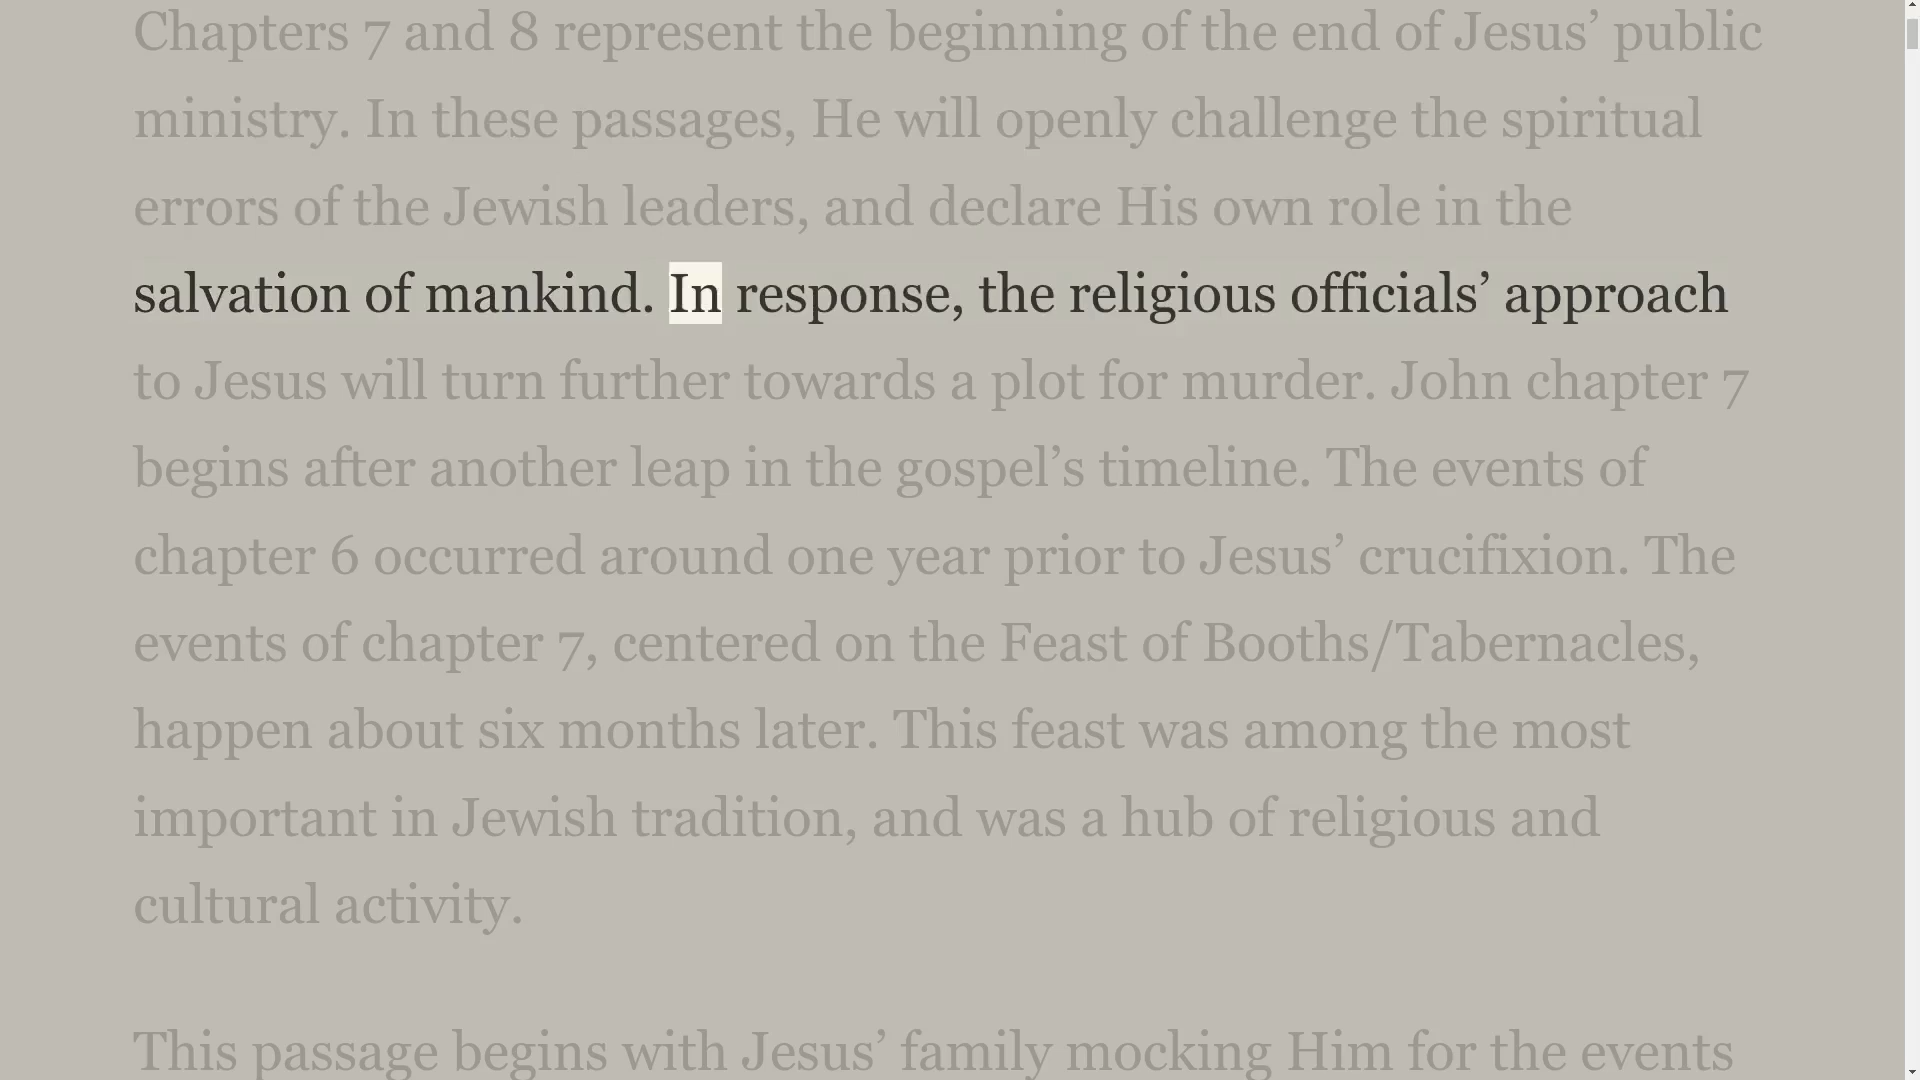 Chapters 7 and 8 represent the beginning of the end of Jesus’ public
ministry. In these passages, He will openly challenge the spiritual
errors of the Jewish leaders, and declare His own role in the
salvation of mankind. In response, the religious officials’ approach
to Jesus will turn further towards a plot for murder. John chapter 7
begins after another leap in the gospel’s timeline. The events of
chapter 6 occurred around one year prior to Jesus’ crucifixion. The
events of chapter 7, centered on the Feast of Booths/Tabernacles,
happen about six months later. This feast was among the most
important in Jewish tradition, and was a hub of religious and
cultural activity.
This passage begins with Jesus’ family mocking Him for the events